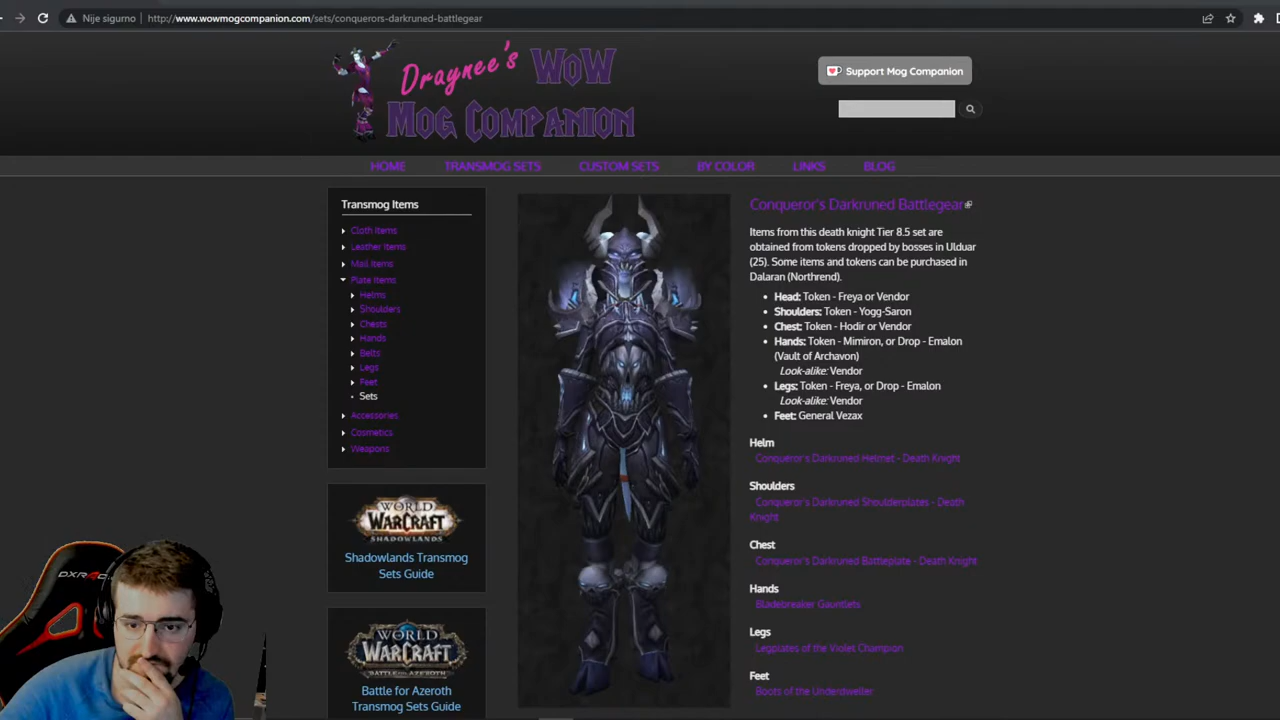 Nije sigurno
http://www.wowmogcompanion.com/sets/conquerors-darkruned-battlegear
Draynee's WoW
Mog Companion
Support Mog Companion
HOME
TRANSMOG SETS
CUSTOM SETS
BY COLOR
LINKS
BLOG
Transmog Items
Cloth Items
Leather Items
Mail Items
Plate Items
Helms
Shoulders
Chests
Hands
Belts
Legs
Feet
Sets
Accessories
Cosmetics
Weapons
WORLD
WARCRAFT
SHADOWLANDS
Shadowlands Transmog
Sets Guide
WORLD
WARCRAFT
BATTLE FOR AZEROTH
Battle for Azeroth
Transmog Sets Guide
Conqueror's Darkruned Battlegear
Items from this death knight Tier 8.5 set are
obtained from tokens dropped by bosses in Ulduar
(25). Some items and tokens can be purchased in
Dalaran (Northrend).
Head: Token - Freya or Vendor
Shoulders: Token - Yogg-Saron
Chest: Token - Hodir or Vendor
Hands: Token - Mimiron, or Drop - Emalon
(Vault of Archavon)
Look-alike: Vendor
Legs: Token - Freya, or Drop - Emalon
Look-alike: Vendor
Feet: General Vezax
Helm
Conqueror's Darkruned Helmet - Death Knight
Shoulders
Conqueror's Darkruned Shoulderplates - Death
Knight
Chest
Conqueror's Darkruned Battleplate - Death Knight
Hands
Bladebreaker Gauntlets
Legs
Legplates of the Violet Champion
Feet
Boots of the Underdweller
DXRACER